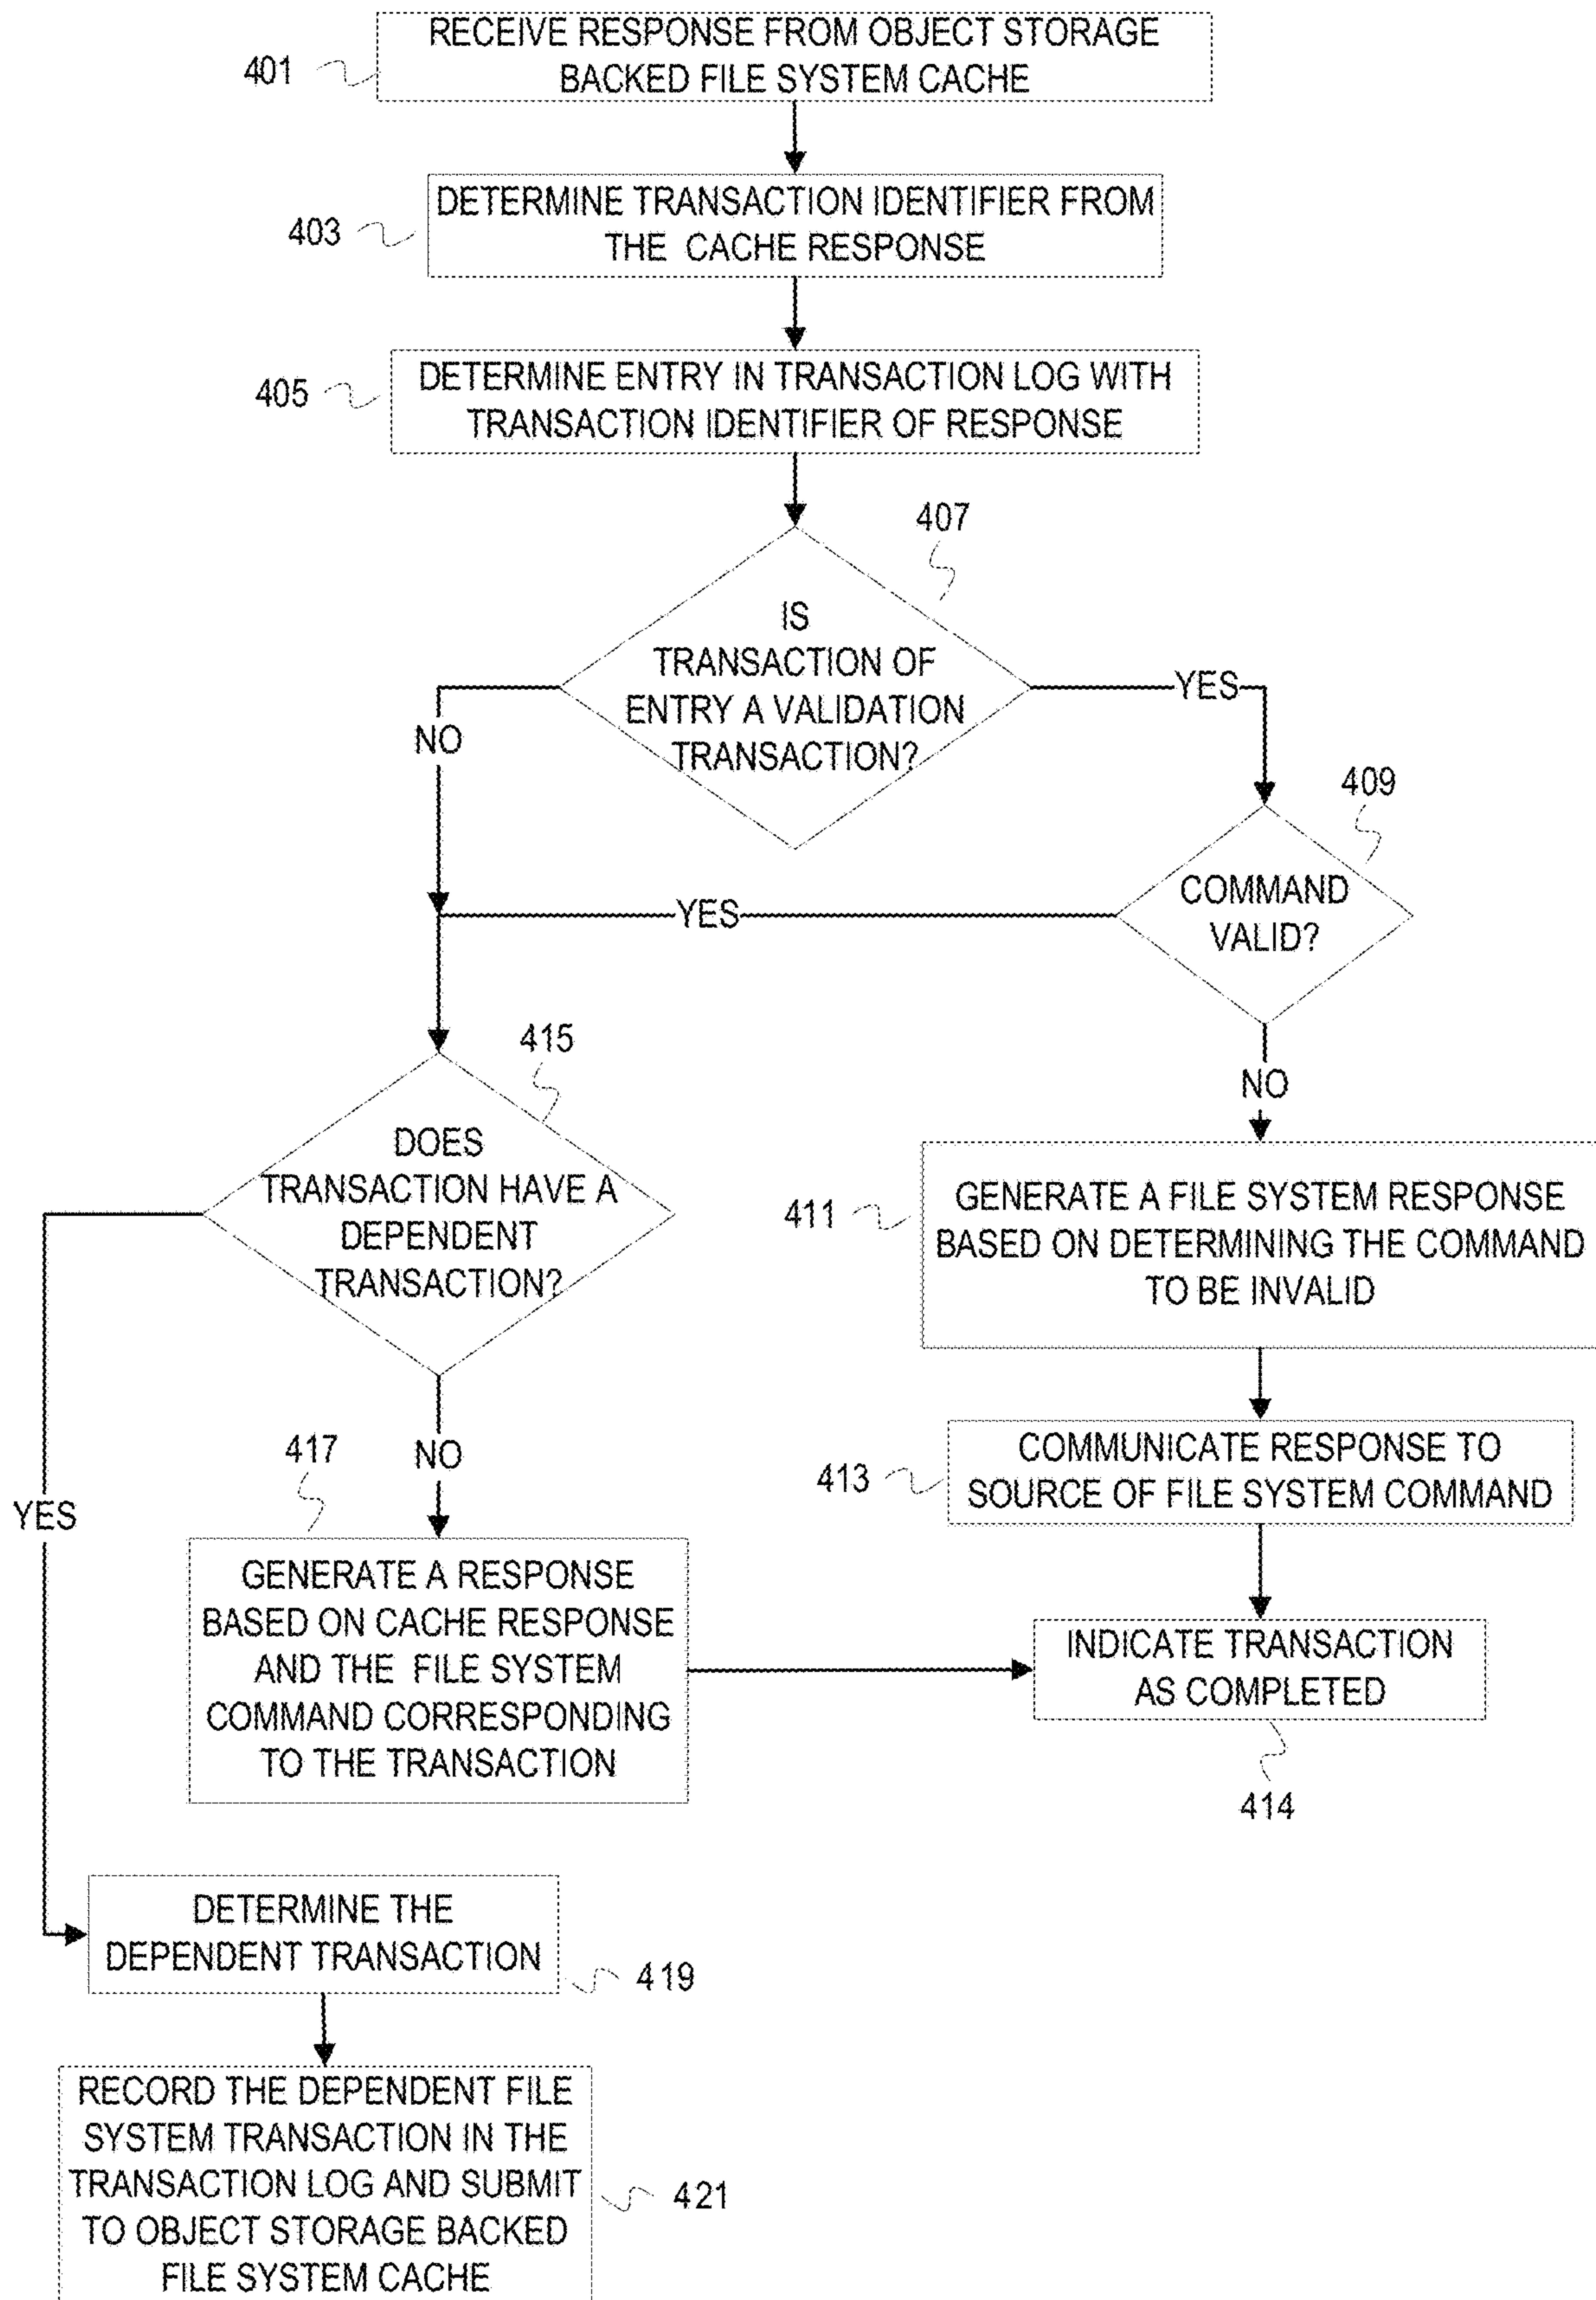 RECEIVE RESPONSE FROM OBJECT STORAGE
BACKED FILE SYSTEM CACHE
401
DETERMINE TRANSACTION IDENTIFIER FROM
THE CACHE RESPONSE
403
DETERMINE ENTRY IN TRANSACTION LOG WITH
TRANSACTION IDENTIFIER OF RESPONSE
405
407
IS
TRANSACTION OF
ENTRY A VALIDATION
TRANSACTION?
YES
NO
409
COMMAND
VALID?
YES
NO
415
DOES
TRANSACTION HAVE A
DEPENDENT
TRANSACTION?
411
GENERATE A FILE SYSTEM RESPONSE
BASED ON DETERMINING THE COMMAND
TO BE INVALID
413
COMMUNICATE RESPONSE TO
SOURCE OF FILE SYSTEM COMMAND
417
NO
YES
GENERATE A RESPONSE
BASED ON CACHE RESPONSE
AND THE FILE SYSTEM
COMMAND CORRESPONDING
TO THE TRANSACTION
INDICATE TRANSACTION
AS COMPLETED
414
DETERMINE THE
DEPENDENT TRANSACTION
419
RECORD THE DEPENDENT FILE
SYSTEM TRANSACTION IN THE
TRANSACTION LOG AND SUBMIT
TO OBJECT STORAGE BACKED
FILE SYSTEM CACHE
421